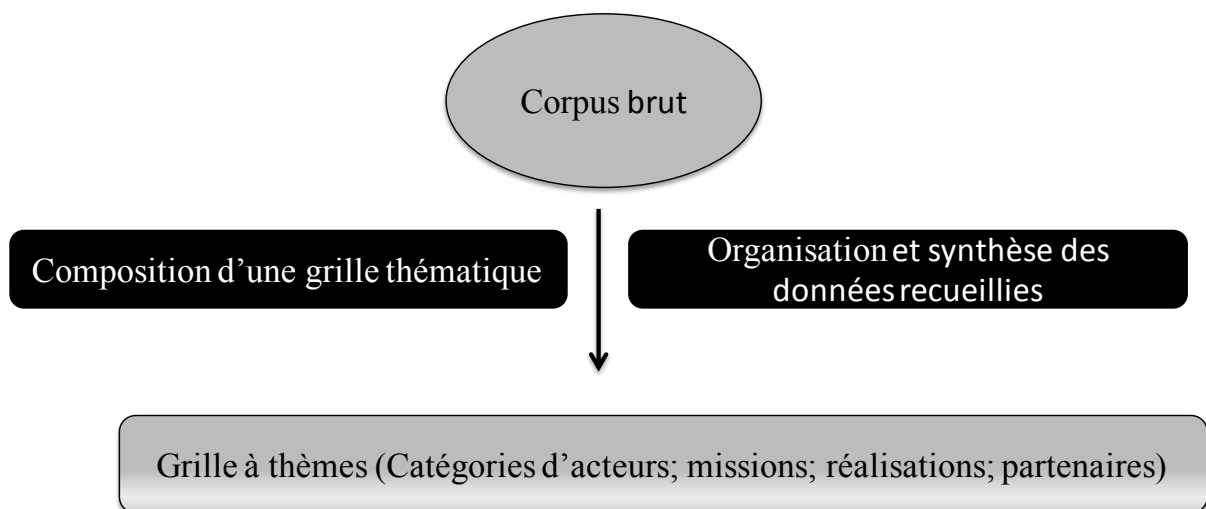 Corpus brut
Composition d’une grille thématique
Organisation et synthèse des
données recueillies
Grille à thèmes (Catégories d’acteurs; missions; réalisations; partenaires)